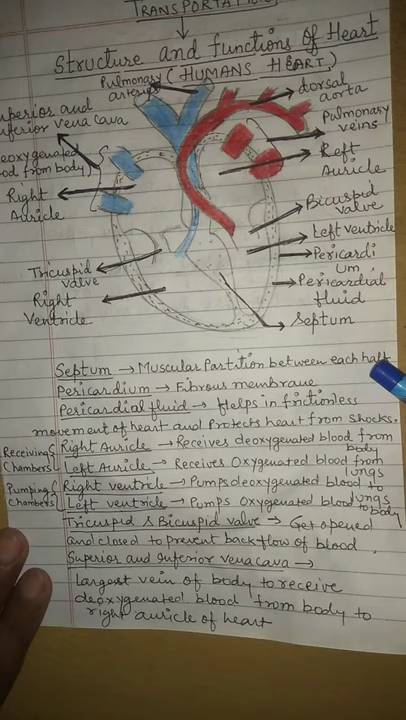 Structure and functions of Heart
(HUMANS HEART)
Pulmonary
arteries
dorsal
aorta
Superior and
inferior vena cava
Pulmonary
veins
(Deoxygenated
blood from body)
Left
Auricle
Right
Auricle
Bicuspid
valve
Left ventricle
Pericardi
um
Tricuspid
valve
Pericardial
fluid
Right
Ventricle
Septum
Septum → Muscular Partition between each half
Pericardium → Fibrous membrane
Pericardial fluid → Helps in frictionless
movement of heart and Protects heart from shocks.
Receiving
Chambers
Right Auricle → Receives deoxygenated blood from
body
Left Auricle → Receives Oxygenated blood from
lungs
Pumping
Chambers
Right ventricle → Pumps deoxygenated blood to
lungs
Left ventricle → Pumps Oxygenated blood to
body
Tricuspid & Bicuspid valve → Get opened
and closed to prevent backflow of blood.
Superior and Inferior venacava →
Largest vein of body to receive
deoxygenated blood from body to
right auricle of heart